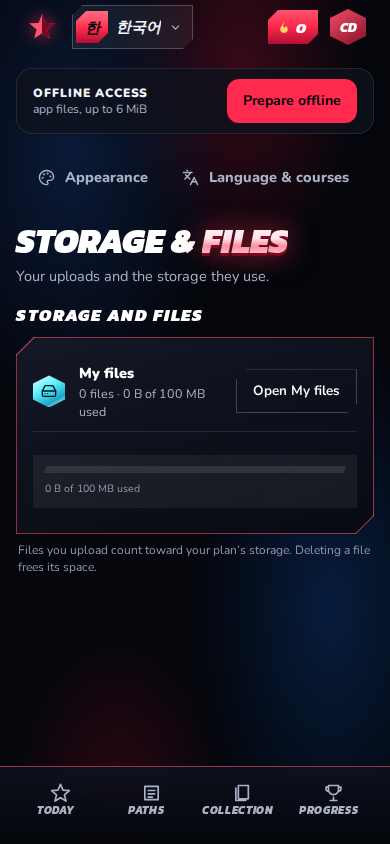 한 한국어 0 CD
OFFLINE ACCESS
app files, up to 6 MiB
Prepare offline
Appearance Language & courses
STORAGE & FILES
Your uploads and the storage they use.
STORAGE AND FILES
My files
0 files · 0 B of 100 MB
used
Open My files
0 B of 100 MB used
Files you upload count toward your plan’s storage. Deleting a file
frees its space.
TODAY PATHS COLLECTION PROGRESS